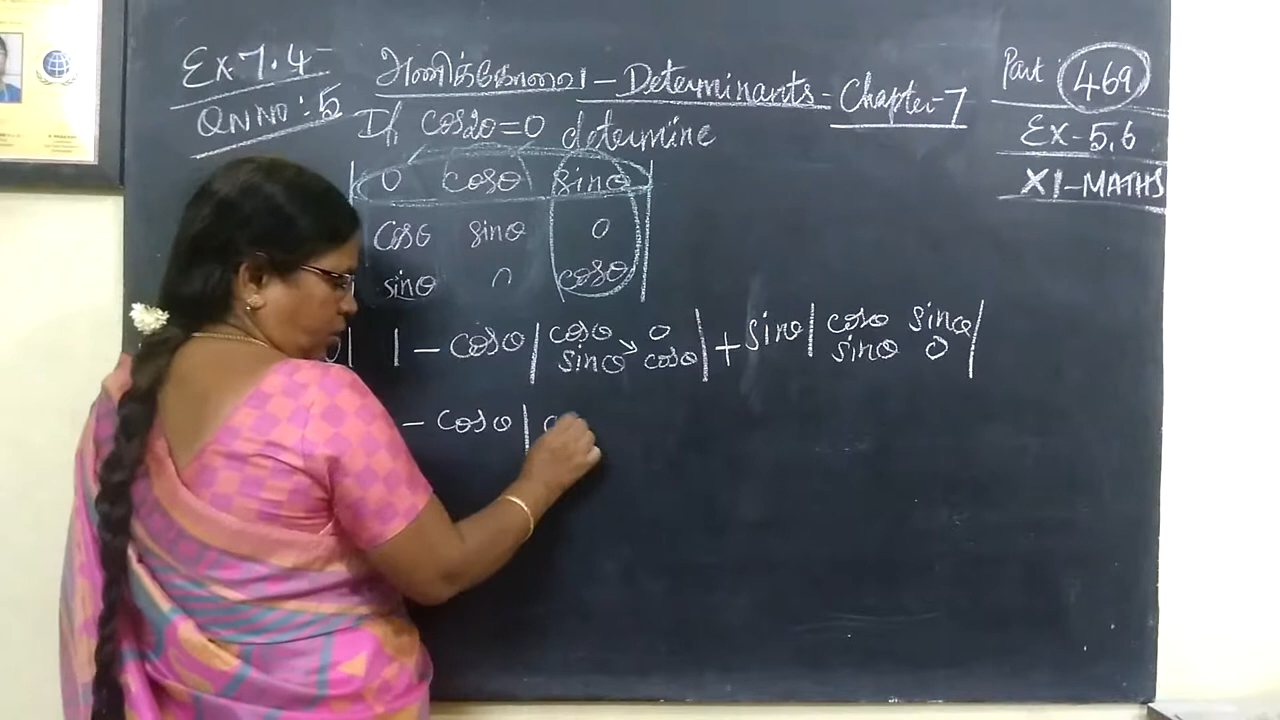 Ex 7.4
அணிக்கோவை - Determinants - Chapter-7
Part: 469
QN NO: 5
If cos2θ=0 determine
Ex-5,6
XI-MATHS
0 cosθ sinθ
cosθ sinθ 0
sinθ 0 cosθ
0| | - cosθ |cosθ 0| + sinθ |cosθ sinθ|
sinθ cosθ sinθ 0
- cosθ |